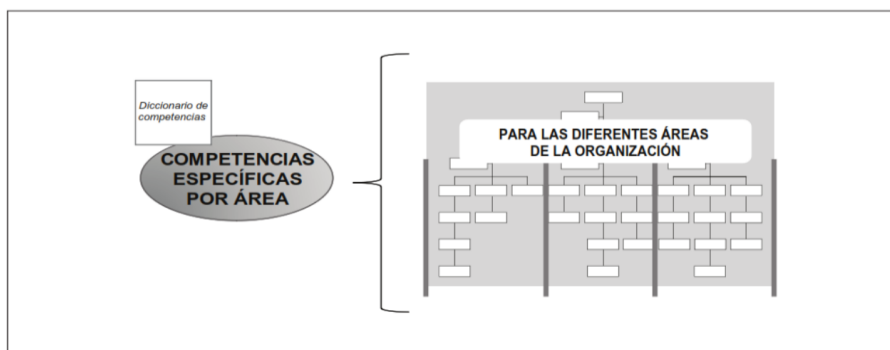 Diccionario de
competencias
COMPETENCIAS
ESPECÍFICAS
POR ÁREA
PARA LAS DIFERENTES ÁREAS
DE LA ORGANIZACIÓN